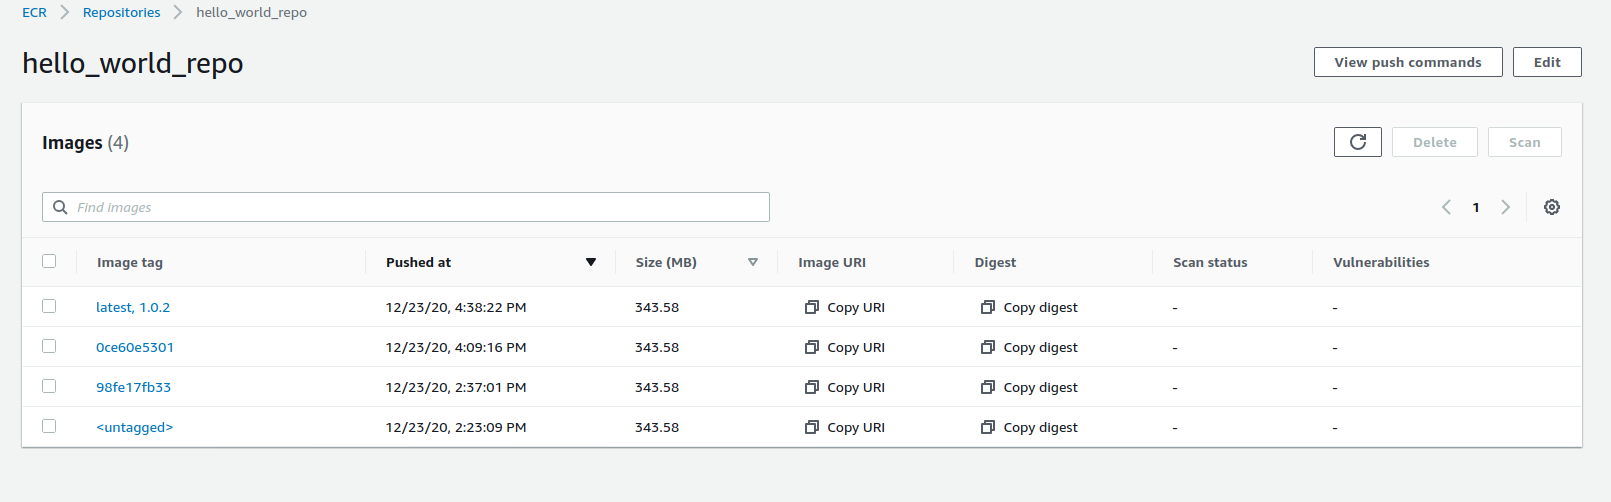 ECR Repositories hello_world_repo
hello_world_repo
View push commands Edit
Images (4)
Delete Scan
Find images
1
Image tag Pushed at Size (MB) Image URI Digest Scan status Vulnerabilities
latest, 1.0.2 12/23/20, 4:38:22 PM 343.58 Copy URI Copy digest - -
0ce60e5301 12/23/20, 4:09:16 PM 343.58 Copy URI Copy digest - -
98fe17fb33 12/23/20, 2:37:01 PM 343.58 Copy URI Copy digest - -
<untagged> 12/23/20, 2:23:09 PM 343.58 Copy URI Copy digest - -